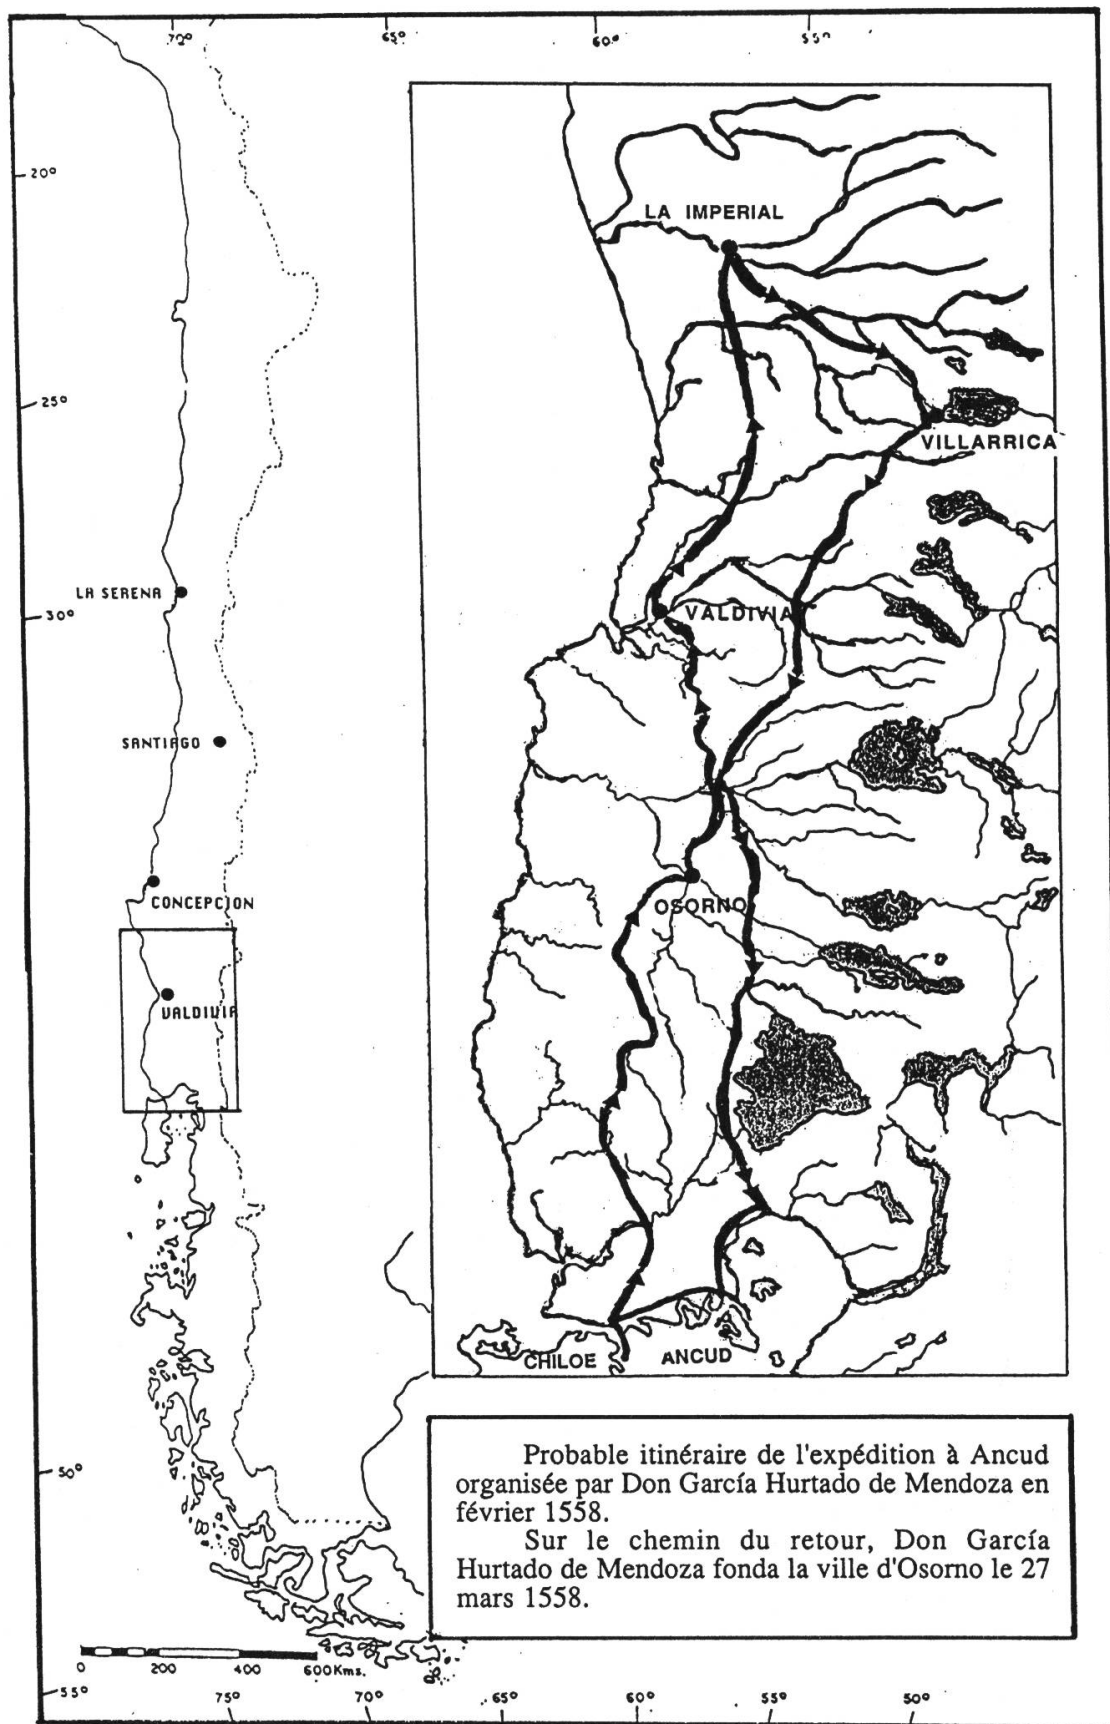 70° 65° 60° 55°
20°
25°
LA SERENA
30°
SANTIAGO
CONCEPCION
VALDIVIA
50°
LA IMPERIAL
VILLARRICA
VALDIVIA
OSORNO
CHILOE
ANCUD
Probable itinéraire de l'expédition à Ancud
organisée par Don García Hurtado de Mendoza en
février 1558.
Sur le chemin du retour, Don García
Hurtado de Mendoza fonda la ville d'Osorno le 27
mars 1558.
0 200 400 600Kms.
55° 75° 70° 65° 60° 55° 50°